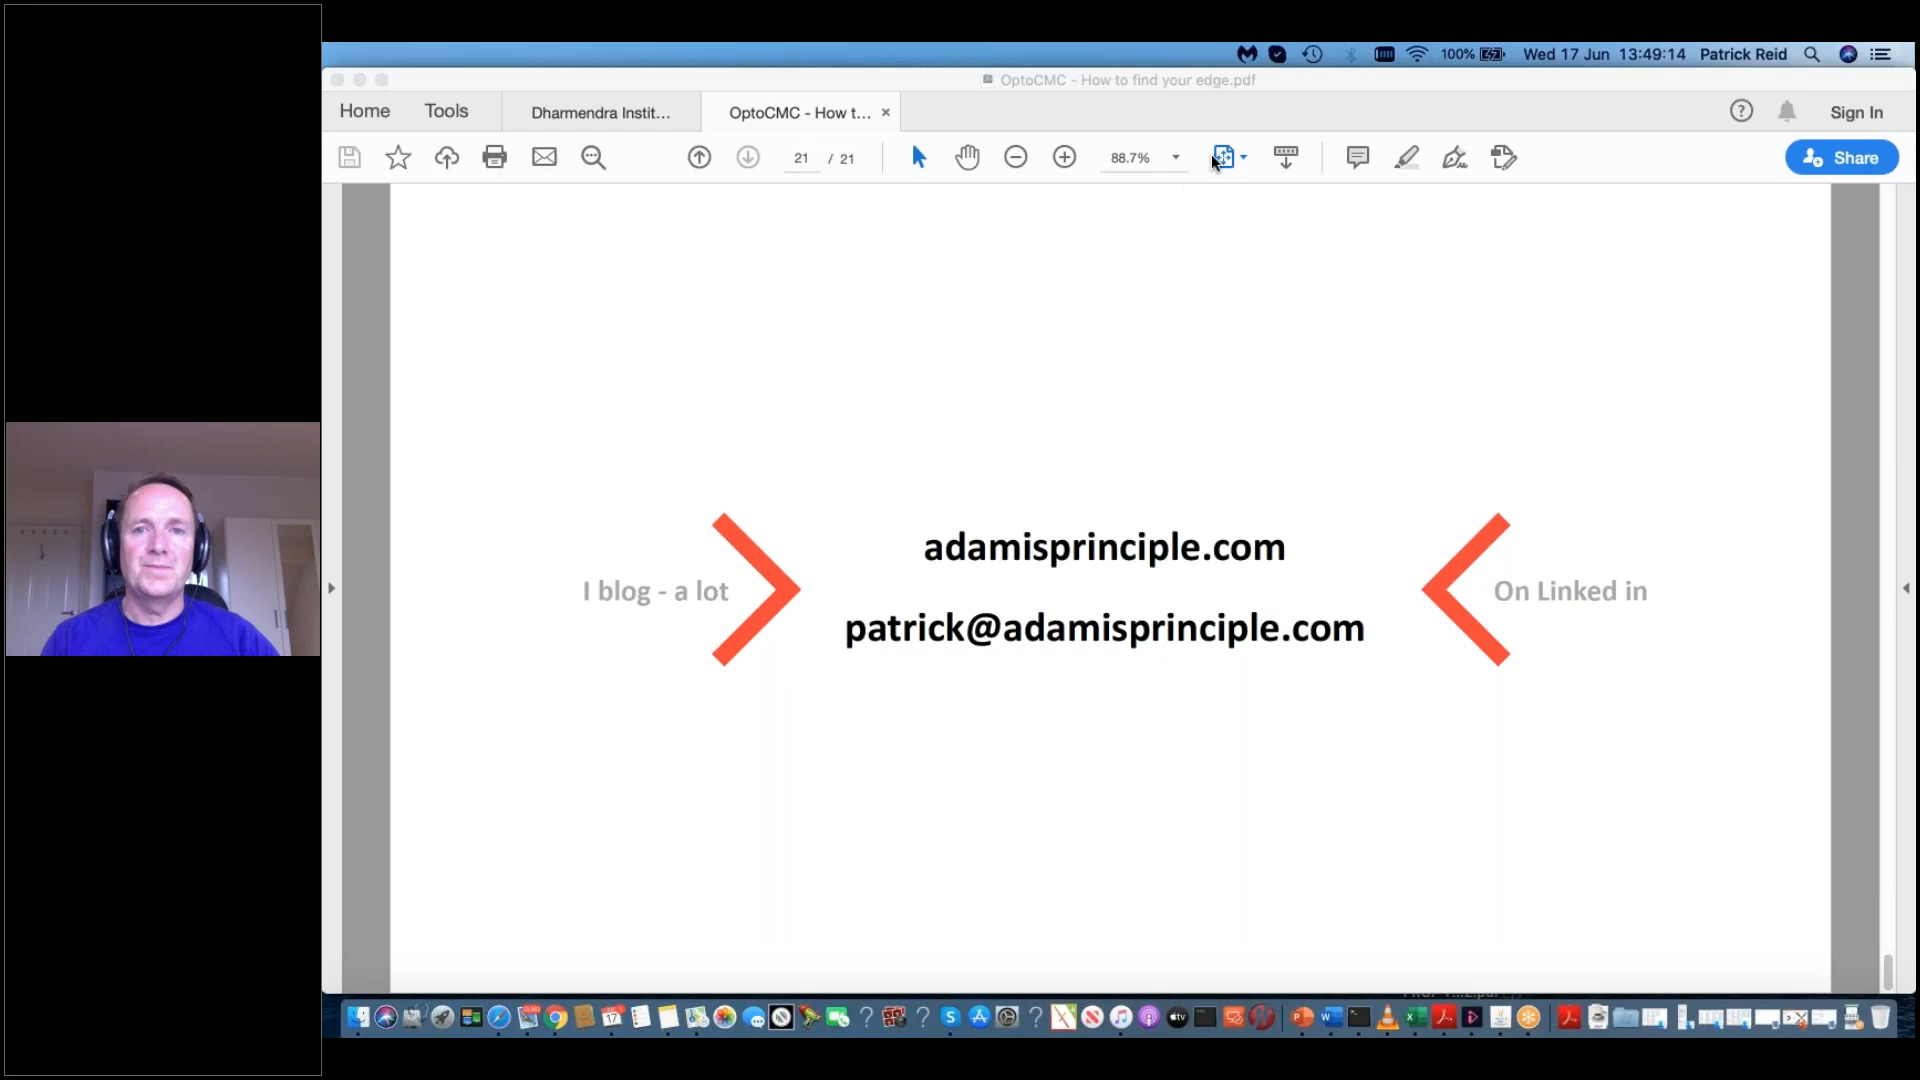 100%
Wed 17 Jun 13:49:14
Patrick Reid
OptoCMC - How to find your edge.pdf
Home
Tools
Dharmendra Instit...
OptoCMC - How t...
Sign In
21 / 21
88.7%
Share
adamisprinciple.com
I blog - a lot
On Linked in
patrick@adamisprinciple.com
17